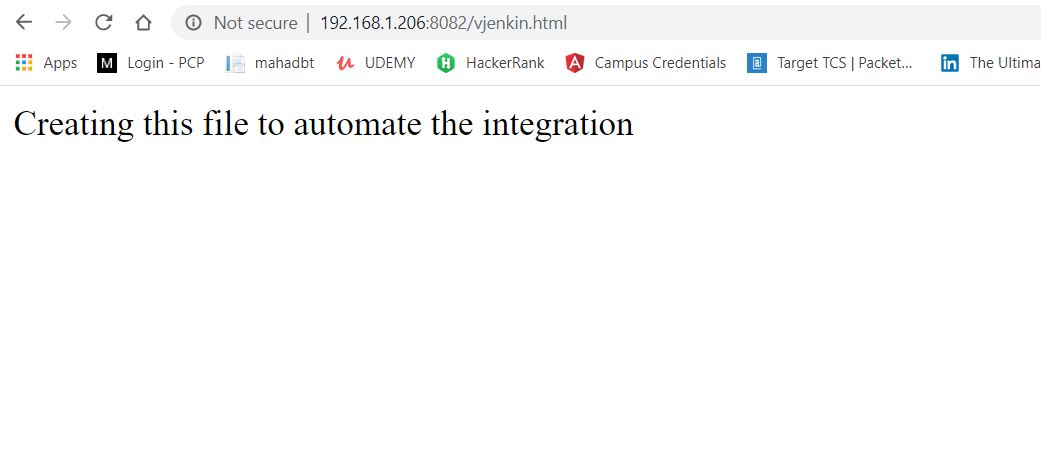 Not secure | 192.168.1.206:8082/vjenkin.html
Apps M Login - PCP mahadbt UDEMY HackerRank Campus Credentials Target TCS | Packet... in The Ultima
Creating this file to automate the integration